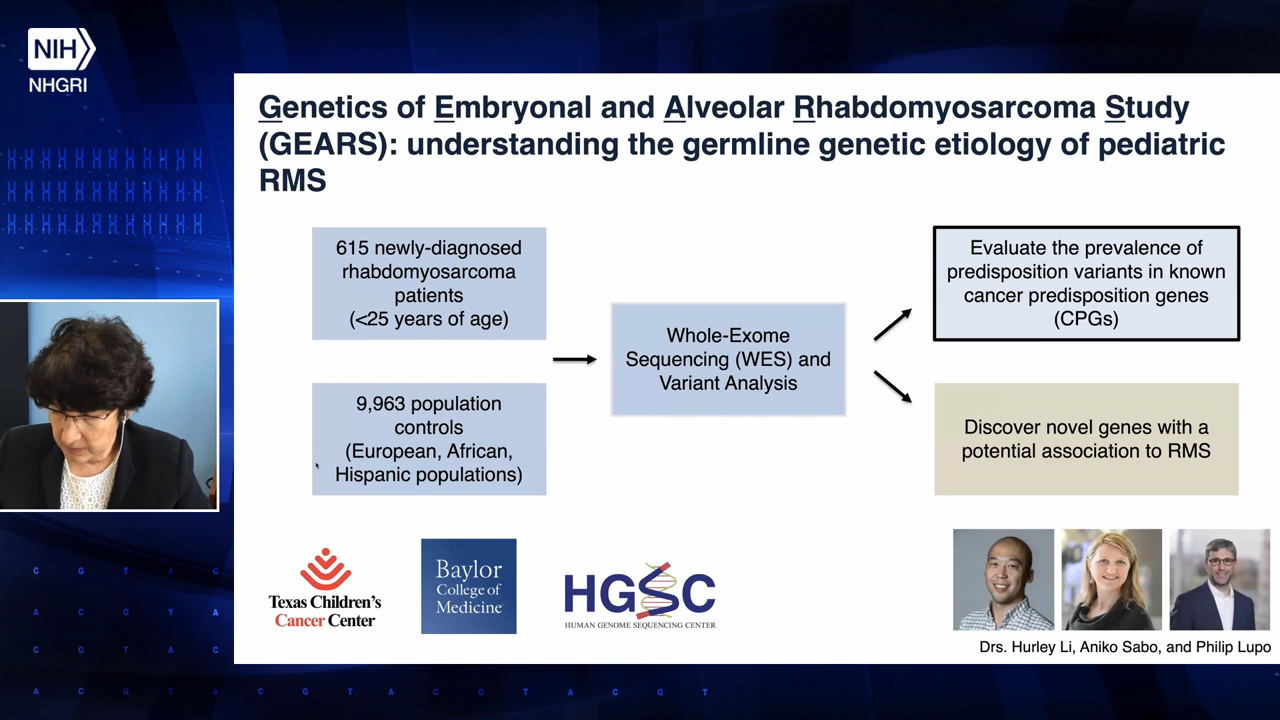 NIH
NHGRI
Genetics of Embryonal and Alveolar Rhabdomyosarcoma Study
(GEARS): understanding the germline genetic etiology of pediatric
RMS
615 newly-diagnosed
rhabdomyosarcoma
patients
(<25 years of age)
9,963 population
controls
(European, African,
Hispanic populations)
Whole-Exome
Sequencing (WES) and
Variant Analysis
Evaluate the prevalence of
predisposition variants in known
cancer predisposition genes
(CPGs)
Discover novel genes with a
potential association to RMS
Texas Children's
Cancer Center
Baylor
College of
Medicine
HGSC
HUMAN GENOME SEQUENCING CENTER
Drs. Hurley Li, Aniko Sabo, and Philip Lupo
C G T A G
A C G T A
C G T A G
A C G T A C G T A C G T A C G T